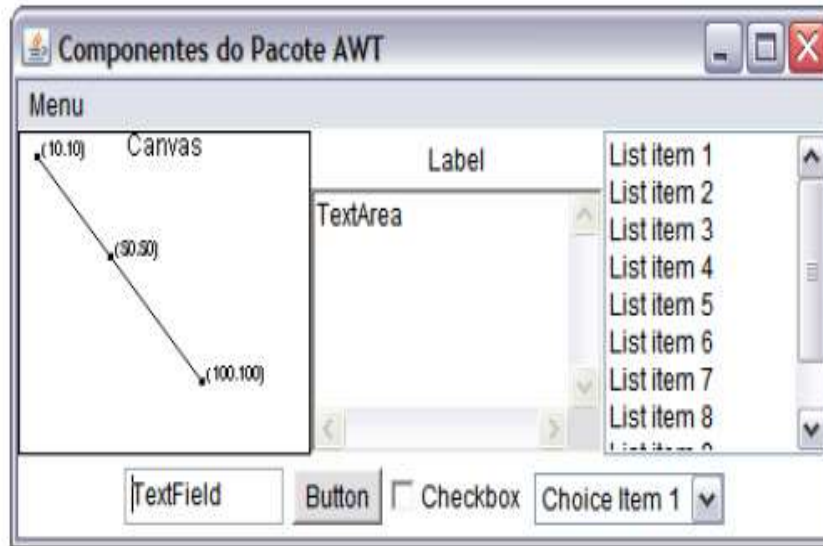 Componentes do Pacote AWT
Menu
Canvas
(10.10)
(50.50)
(100.100)
Label
TextArea
List item 1
List item 2
List item 3
List item 4
List item 5
List item 6
List item 7
List item 8
TextField
Button
Checkbox
Choice Item 1